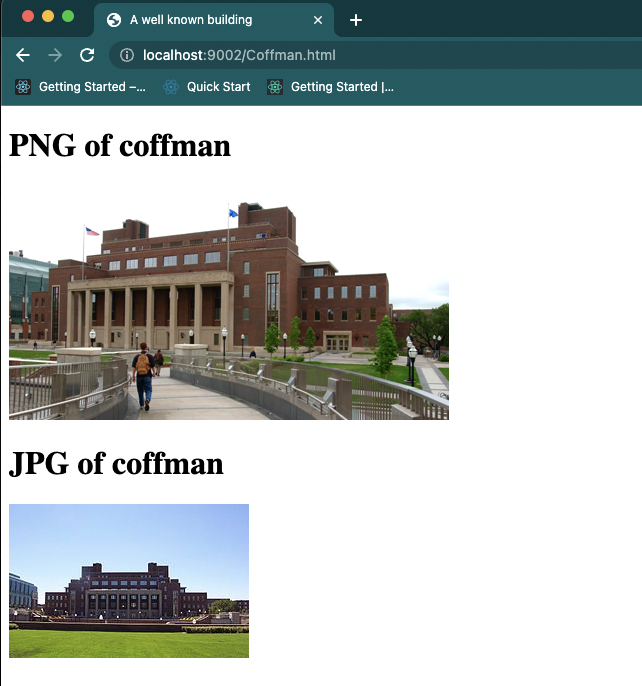 A well known building
localhost:9002/Coffman.html
Getting Started –... Quick Start Getting Started |...
PNG of coffman
JPG of coffman